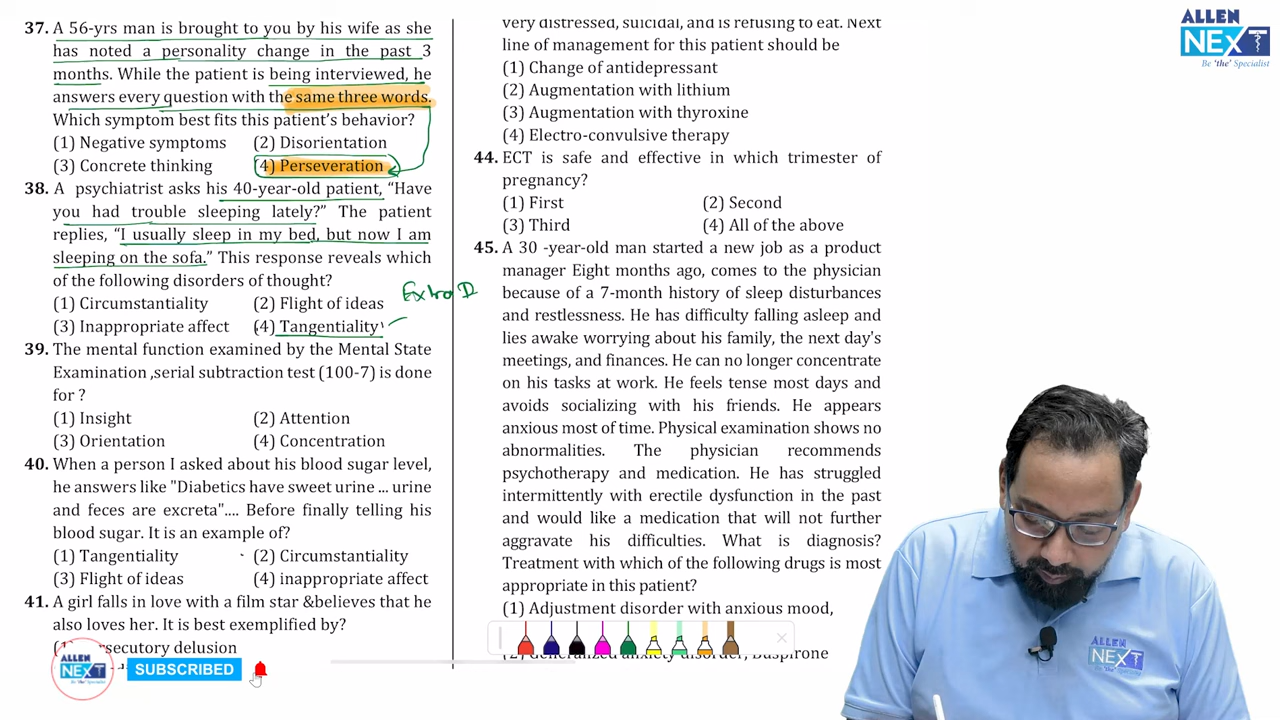 37. A 56-yrs man is brought to you by his wife as she
has noted a personality change in the past 3
months. While the patient is being interviewed, he
answers every question with the same three words.
Which symptom best fits this patient's behavior?
(1) Negative symptoms (2) Disorientation
(3) Concrete thinking (4) Perseveration
38. A psychiatrist asks his 40-year-old patient, “Have
you had trouble sleeping lately?” The patient
replies, “I usually sleep in my bed, but now I am
sleeping on the sofa.” This response reveals which
of the following disorders of thought?
(1) Circumstantiality (2) Flight of ideas
(3) Inappropriate affect (4) Tangentiality
39. The mental function examined by the Mental State
Examination ,serial subtraction test (100-7) is done
for ?
(1) Insight (2) Attention
(3) Orientation (4) Concentration
40. When a person I asked about his blood sugar level,
he answers like "Diabetics have sweet urine ... urine
and feces are excreta".... Before finally telling his
blood sugar. It is an example of?
(1) Tangentiality (2) Circumstantiality
(3) Flight of ideas (4) inappropriate affect
41. A girl falls in love with a film star &believes that he
also loves her. It is best exemplified by?
secutory delusion
ALLEN
NEXT
Be 'the' Specialist
SUBSCRIBED
very distressed, suicidal, and is refusing to eat. Next
line of management for this patient should be
(1) Change of antidepressant
(2) Augmentation with lithium
(3) Augmentation with thyroxine
(4) Electro-convulsive therapy
44. ECT is safe and effective in which trimester of
pregnancy?
(1) First (2) Second
(3) Third (4) All of the above
45. A 30 -year-old man started a new job as a product
manager Eight months ago, comes to the physician
because of a 7-month history of sleep disturbances
and restlessness. He has difficulty falling asleep and
lies awake worrying about his family, the next day's
meetings, and finances. He can no longer concentrate
on his tasks at work. He feels tense most days and
avoids socializing with his friends. He appears
anxious most of time. Physical examination shows no
abnormalities. The physician recommends
psychotherapy and medication. He has struggled
intermittently with erectile dysfunction in the past
and would like a medication that will not further
aggravate his difficulties. What is diagnosis?
Treatment with which of the following drugs is most
appropriate in this patient?
(1) Adjustment disorder with anxious mood,
(2) Generalized anxiety disorder, Buspirone
ALLEN
NEXT
Be 'the' Specialist
ALLEN
NEXT